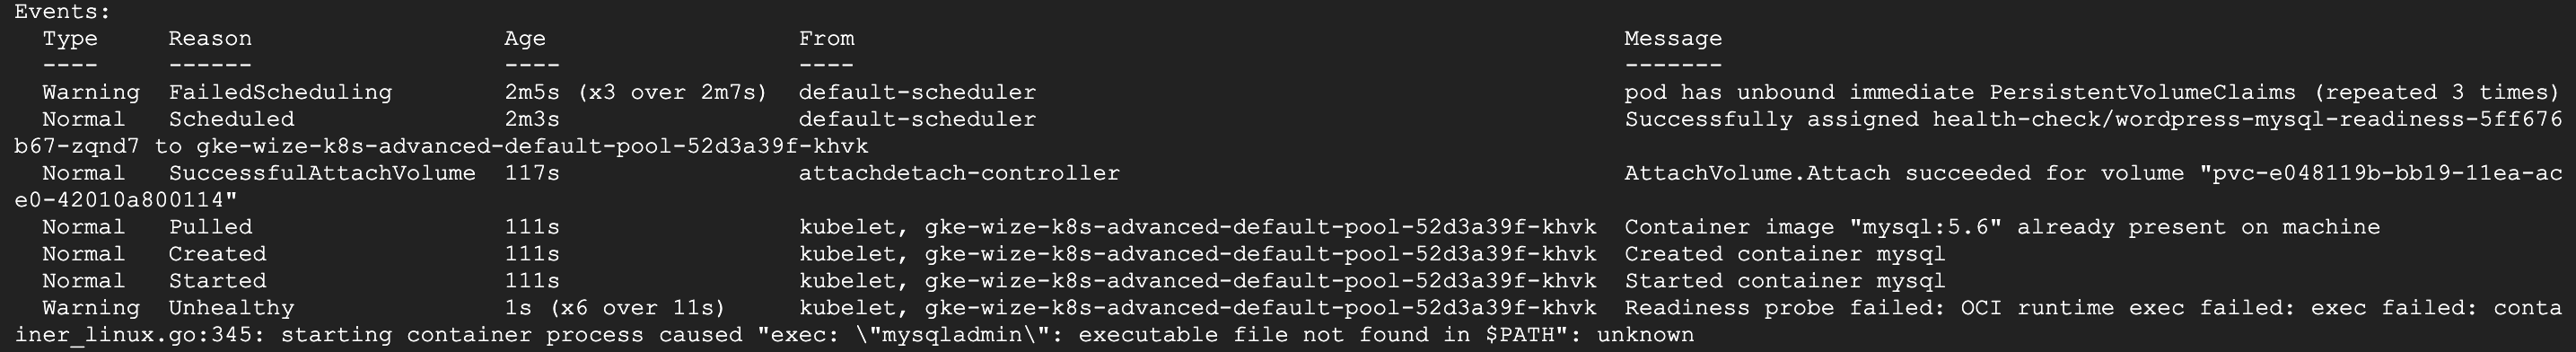 Events:
  Type     Reason                  Age                  From                                                       Message
  ----     ------                  ----                 ----                                                       -------
  Warning  FailedScheduling        2m5s (x3 over 2m7s)  default-scheduler                                          pod has unbound immediate PersistentVolumeClaims (repeated 3 times)
  Normal   Scheduled               2m3s                 default-scheduler                                          Successfully assigned health-check/wordpress-mysql-readiness-5ff676
b67-zqnd7 to gke-wize-k8s-advanced-default-pool-52d3a39f-khvk
  Normal   SuccessfulAttachVolume  117s                 attachdetach-controller                                    AttachVolume.Attach succeeded for volume "pvc-e048119b-bb19-11ea-ac
e0-42010a800114"
  Normal   Pulled                  111s                 kubelet, gke-wize-k8s-advanced-default-pool-52d3a39f-khvk  Container image "mysql:5.6" already present on machine
  Normal   Created                 111s                 kubelet, gke-wize-k8s-advanced-default-pool-52d3a39f-khvk  Created container mysql
  Normal   Started                 111s                 kubelet, gke-wize-k8s-advanced-default-pool-52d3a39f-khvk  Started container mysql
  Warning  Unhealthy               1s (x6 over 11s)     kubelet, gke-wize-k8s-advanced-default-pool-52d3a39f-khvk  Readiness probe failed: OCI runtime exec failed: exec failed: conta
iner_linux.go:345: starting container process caused "exec: \"mysqladmin\": executable file not found in $PATH": unknown